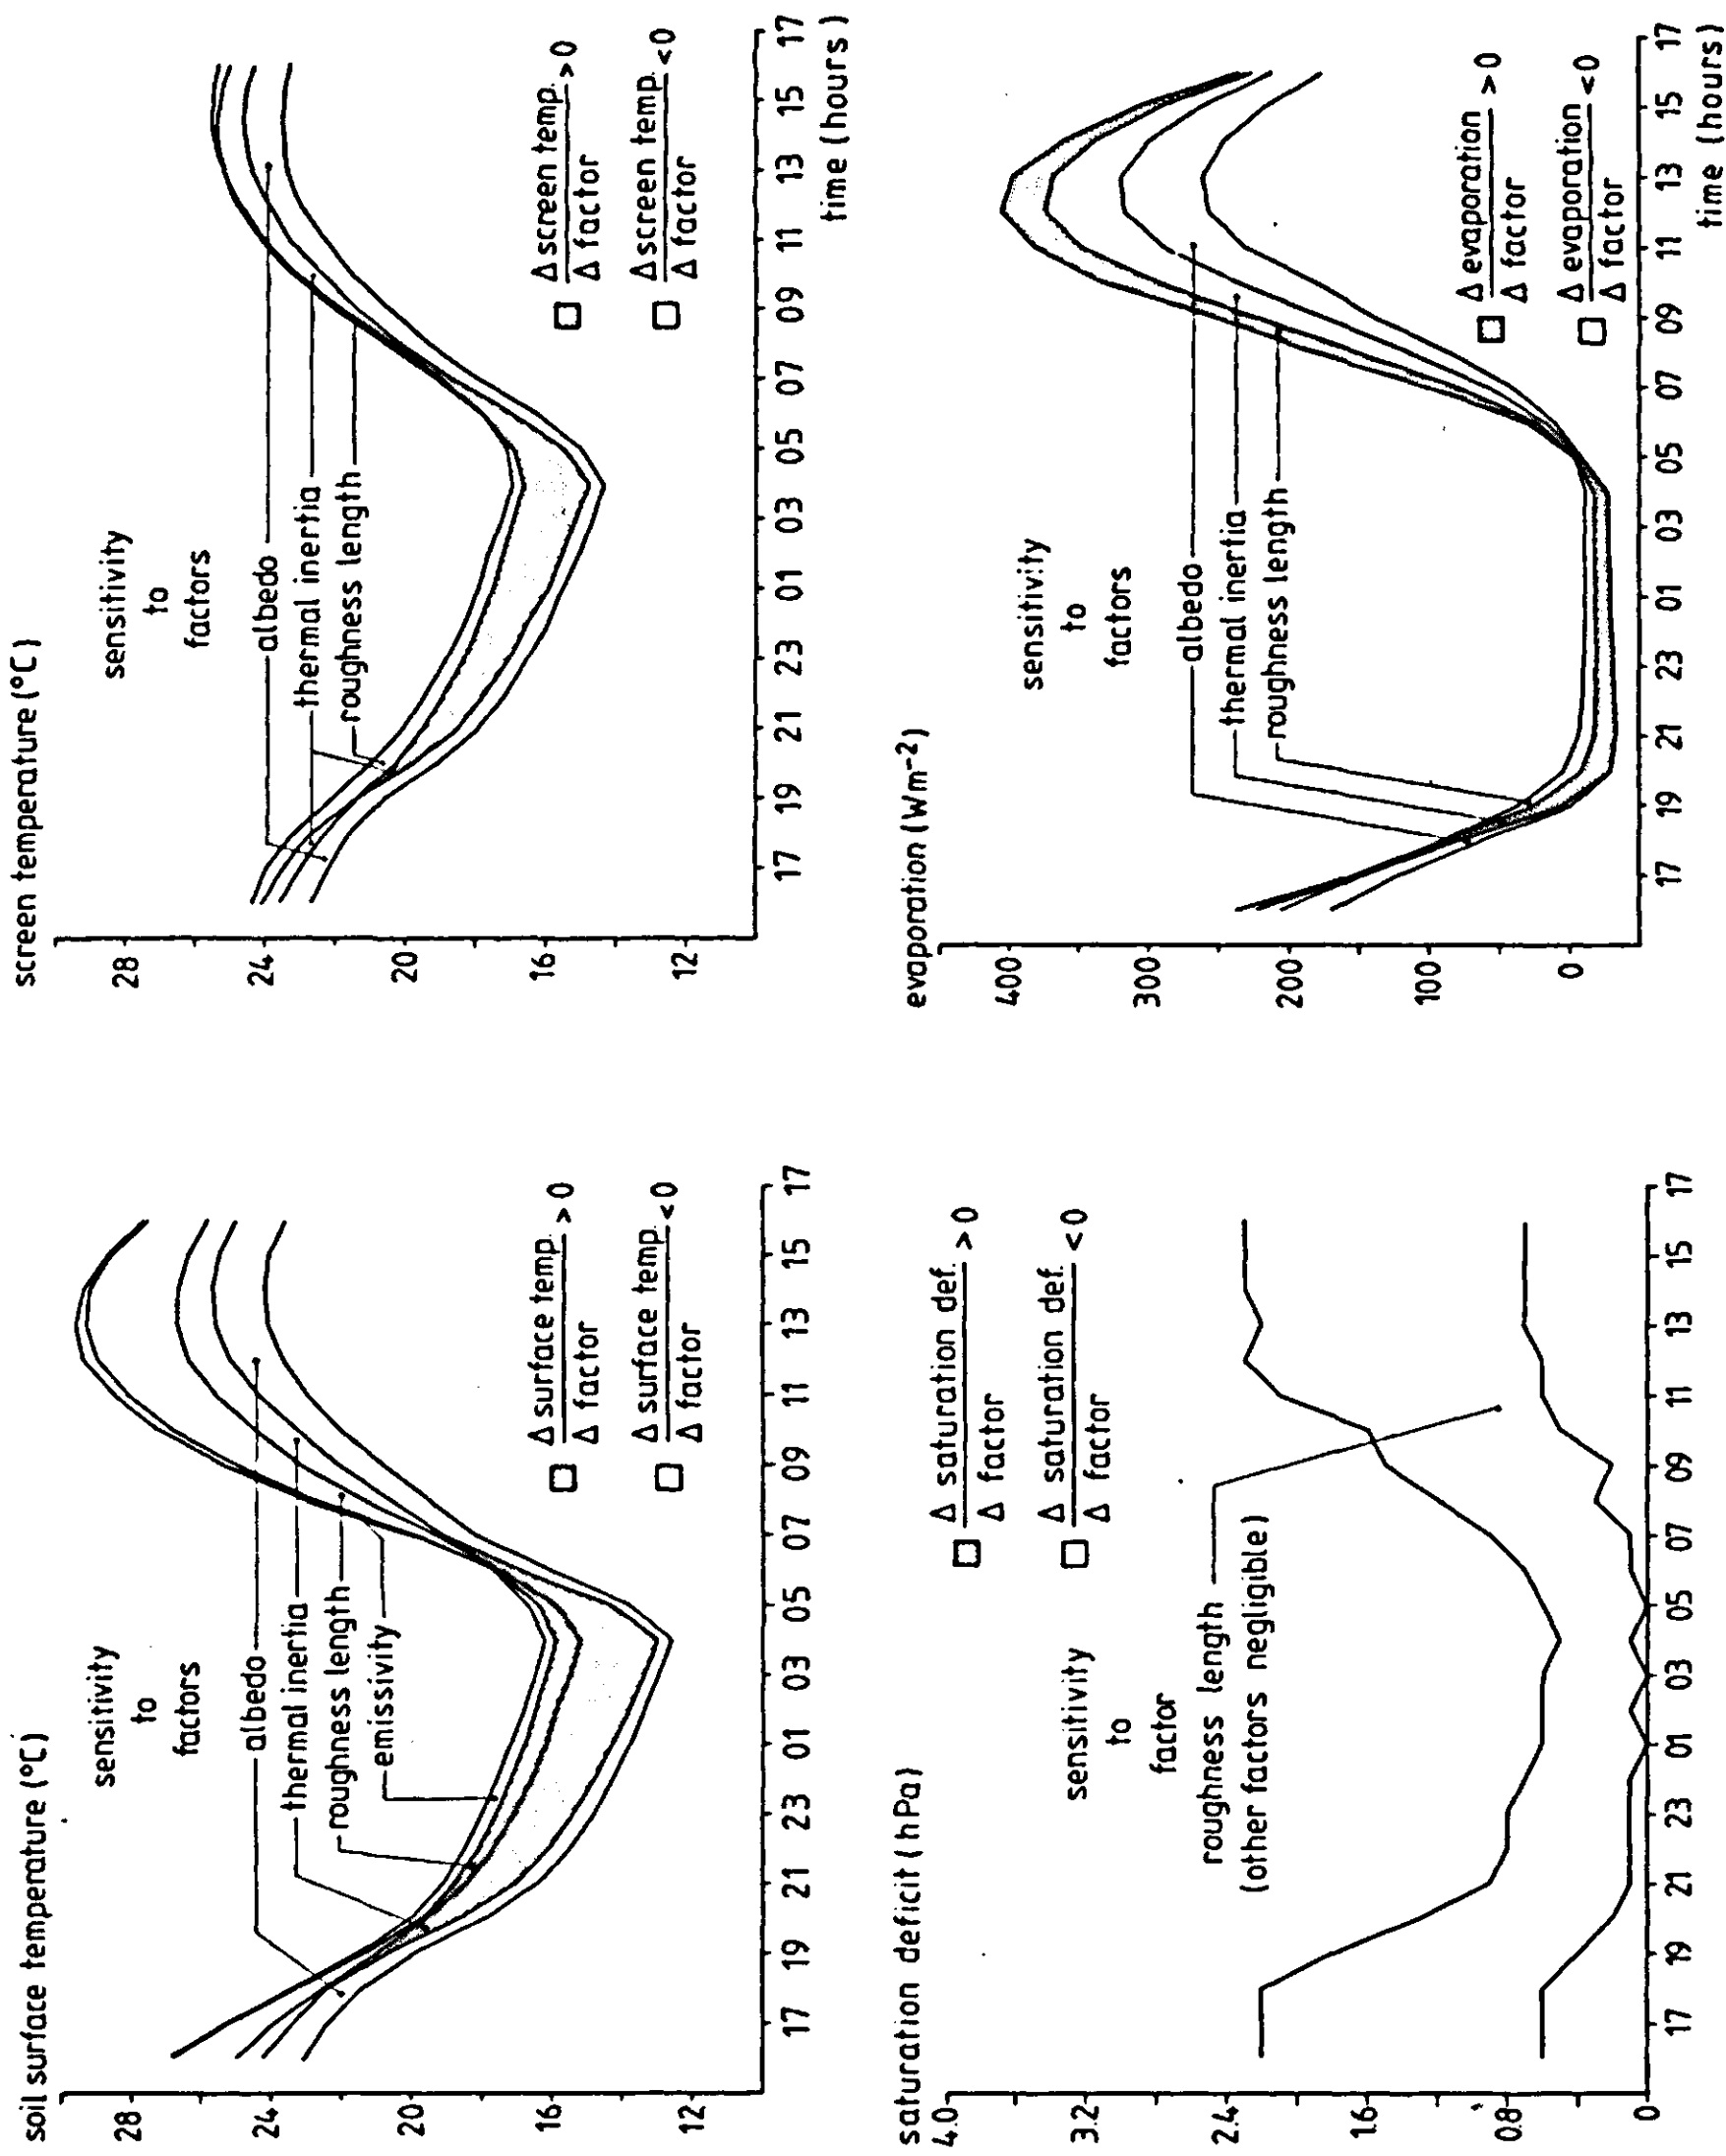 soil surface temperature (°C)
28
24
20
16
12
sensitivity
to
factors
albedo
thermal inertia
roughness length
emissivity
Δ surface temp. > 0
Δ factor
Δ surface temp. < 0
Δ factor
17 19 21 23 01 03 05 07 09 11 13 15 17
screen temperature (°C)
28
24
20
16
12
sensitivity
to
factors
albedo
thermal inertia
roughness length
Δ screen temp. > 0
Δ factor
Δ screen temp. < 0
Δ factor
17 19 21 23 01 03 05 07 09 11 13 15 17
time (hours)
saturation deficit (hPa)
4.0
3.2
2.4
1.6
0.8
0
sensitivity
to
factor
roughness length
(other factors negligible)
Δ saturation def. > 0
Δ factor
Δ saturation def. < 0
Δ factor
17 19 21 23 01 03 05 07 09 11 13 15 17
evaporation (Wm-2)
400
300
200
100
0
sensitivity
to
factors
albedo
thermal inertia
roughness length
Δ evaporation > 0
Δ factor
Δ evaporation < 0
Δ factor
17 19 21 23 01 03 05 07 09 11 13 15 17
time (hours)